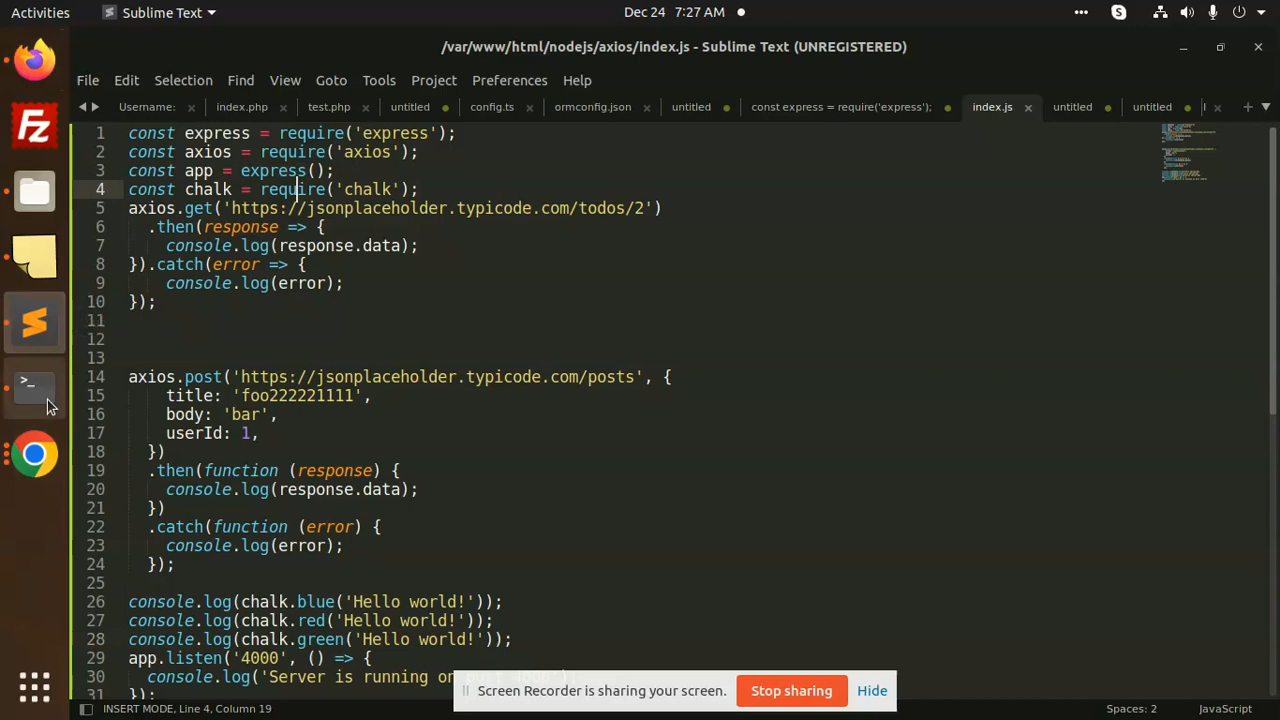 Activities
Sublime Text
Dec 24 7:27 AM
/var/www/html/nodejs/axios/index.js - Sublime Text (UNREGISTERED)
File Edit Selection Find View Goto Tools Project Preferences Help
Username: index.php test.php untitled config.ts ormconfig.json untitled const express = require('express'); index.js untitled untitled
1 const express = require('express');
2 const axios = require('axios');
3 const app = express();
4 const chalk = require('chalk');
5 axios.get('https://jsonplaceholder.typicode.com/todos/2')
6 .then(response => {
7 console.log(response.data);
8 }).catch(error => {
9 console.log(error);
10 });
11
12
13
14 axios.post('https://jsonplaceholder.typicode.com/posts', {
15 title: 'foo222221111',
16 body: 'bar',
17 userId: 1,
18 })
19 .then(function (response) {
20 console.log(response.data);
21 })
22 .catch(function (error) {
23 console.log(error);
24 });
25
26 console.log(chalk.blue('Hello world!'));
27 console.log(chalk.red('Hello world!'));
28 console.log(chalk.green('Hello world!'));
29 app.listen('4000', () => {
30 console.log('Server is running on
31 });
Screen Recorder is sharing your screen. Stop sharing Hide
INSERT MODE, Line 4, Column 19
Spaces: 2
JavaScript